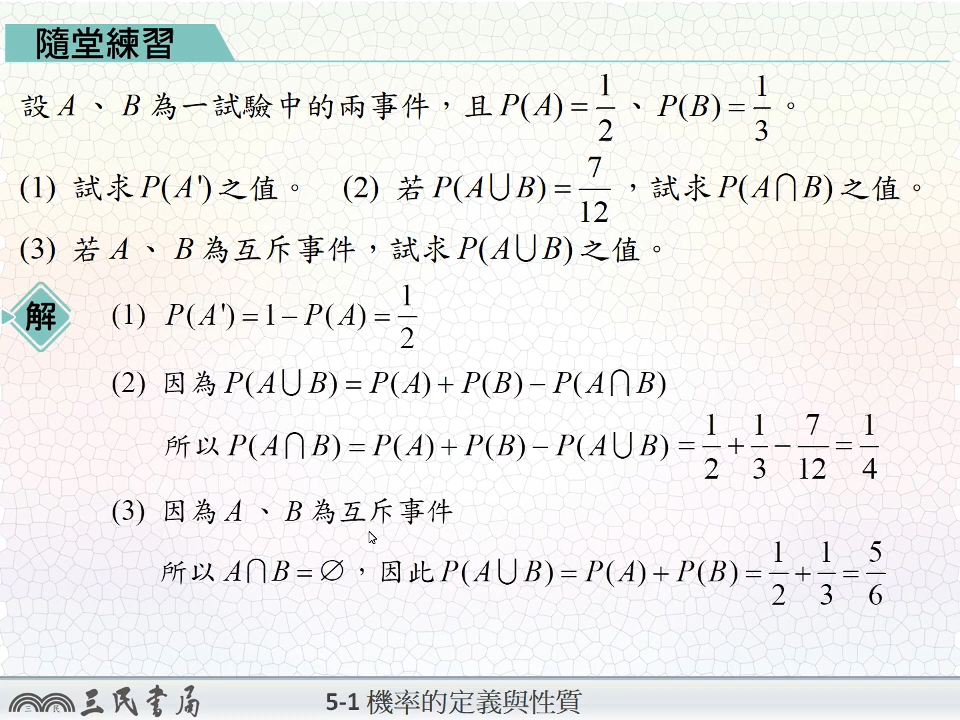 隨堂練習
設 A、B 為一試驗中的兩事件，且 P(A) = 1/2、P(B) = 1/3。
(1) 試求 P(A')之值。 (2) 若 P(A⋃B) = 7/12，試求 P(A⋂B)之值。
(3) 若 A、B 為互斥事件，試求 P(A⋃B)之值。
解 (1) P(A') = 1 − P(A) = 1/2
(2) 因為 P(A⋃B) = P(A) + P(B) − P(A⋂B)
所以 P(A⋂B) = P(A) + P(B) − P(A⋃B) = 1/2 + 1/3 − 7/12 = 1/4
(3) 因為 A、B 為互斥事件
所以 A⋂B = ∅，因此 P(A⋃B) = P(A) + P(B) = 1/2 + 1/3 = 5/6
三民書局 5-1 機率的定義與性質